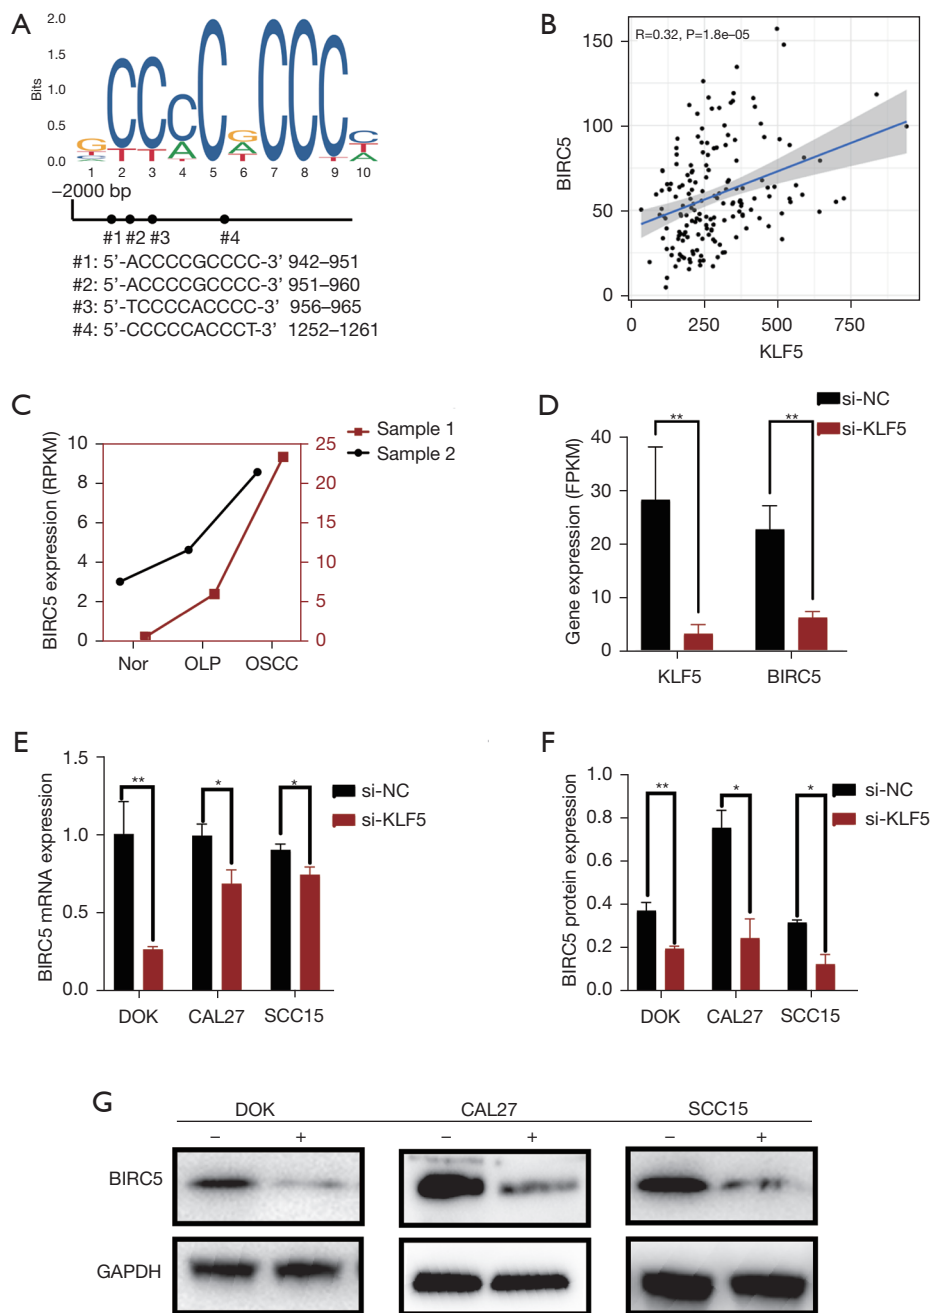 A
2.0
1.5
1.0
0.5
0.0
Bits
1 2 3 4 5 6 7 8 9 10
−2000 bp
#1 #2 #3 #4
#1: 5’-ACCCCGCCCC-3’ 942–951
#2: 5’-ACCCCGCCCC-3’ 951–960
#3: 5’-TCCCCACCCC-3’ 956–965
#4: 5’-CCCCCACCCT-3’ 1252–1261
B
R=0.32, P=1.8e−05
150
100
50
0
BIRC5
0 250 500 750
KLF5
C
Sample 1
Sample 2
10
8
6
4
2
0
BIRC5 expression (RPKM)
25
20
15
10
5
0
Nor OLP OSCC
D
si-NC
si-KLF5
40
30
20
10
0
Gene expression (FPKM)
** **
KLF5 BIRC5
E
si-NC
si-KLF5
1.5
1.0
0.5
0.0
BIRC5 mRNA expression
** * *
DOK CAL27 SCC15
F
si-NC
si-KLF5
1.0
0.8
0.6
0.4
0.2
0.0
BIRC5 protein expression
** * *
DOK CAL27 SCC15
G
DOK CAL27 SCC15
− + − + − +
BIRC5
GAPDH